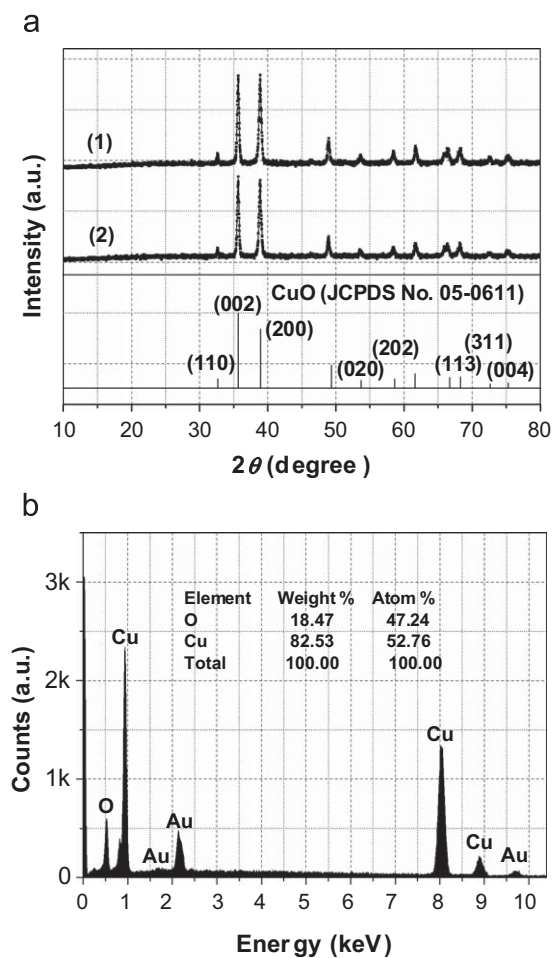 a
Intensity (a.u.)
(1)
(2)
CuO (JCPDS No. 05-0611)
(002)
(200)
(311)
(202)
(110)
(020)
(113)
(004)
10 20 30 40 50 60 70 80
2θ (degree )
b
Counts (a.u.)
3k
2k
1k
0
Element Weight % Atom %
O 18.47 47.24
Cu 82.53 52.76
Total 100.00 100.00
Cu
Cu
O
Au
Au
Cu
Au
0 1 2 3 4 5 6 7 8 9 10
Energy (keV)